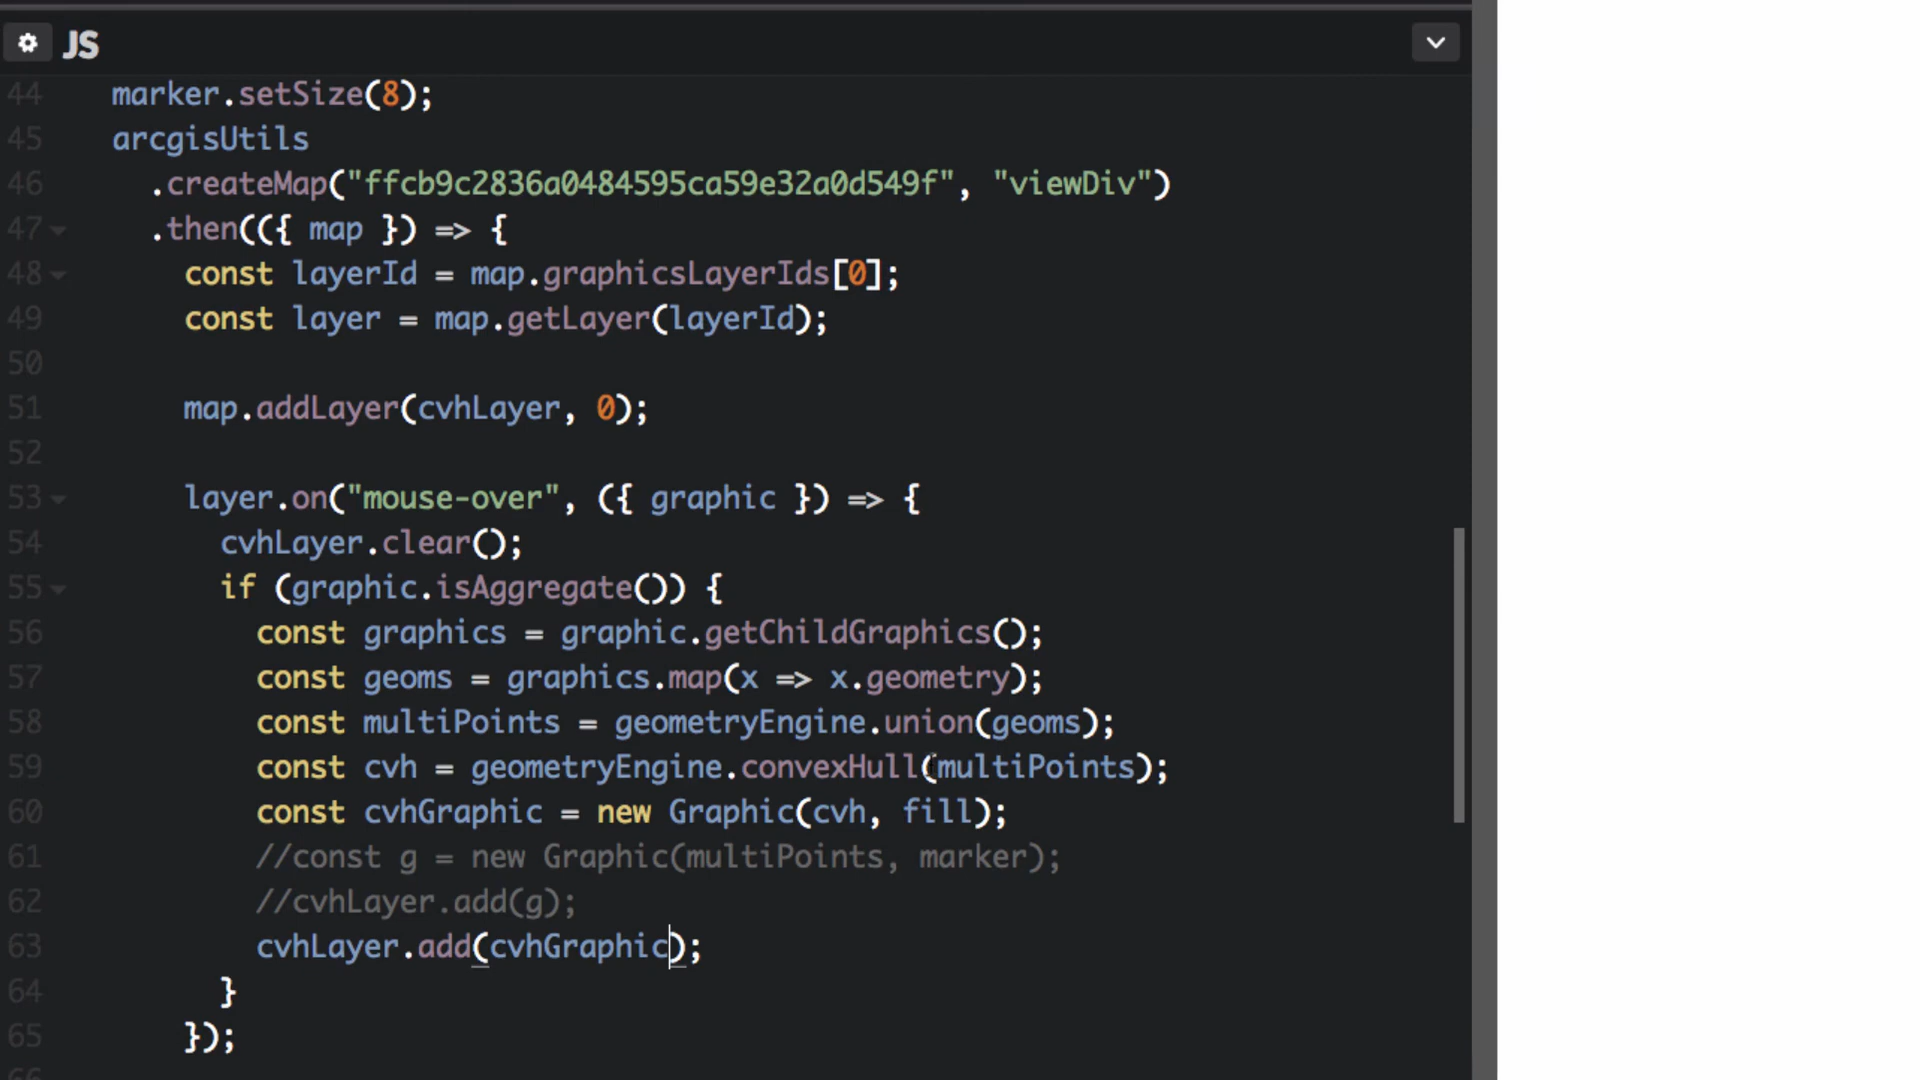 JS
44 marker.setSize(8);
45 arcgisUtils
46 .createMap("ffcb9c2836a0484595ca59e32a0d549f", "viewDiv")
47 .then(({ map }) => {
48 const layerId = map.graphicsLayerIds[0];
49 const layer = map.getLayer(layerId);
50
51 map.addLayer(cvhLayer, 0);
52
53 layer.on("mouse-over", ({ graphic }) => {
54 cvhLayer.clear();
55 if (graphic.isAggregate()) {
56 const graphics = graphic.getChildGraphics();
57 const geoms = graphics.map(x => x.geometry);
58 const multiPoints = geometryEngine.union(geoms);
59 const cvh = geometryEngine.convexHull(multiPoints);
60 const cvhGraphic = new Graphic(cvh, fill);
61 //const g = new Graphic(multiPoints, marker);
62 //cvhLayer.add(g);
63 cvhLayer.add(cvhGraphic);
64 }
65 });
66